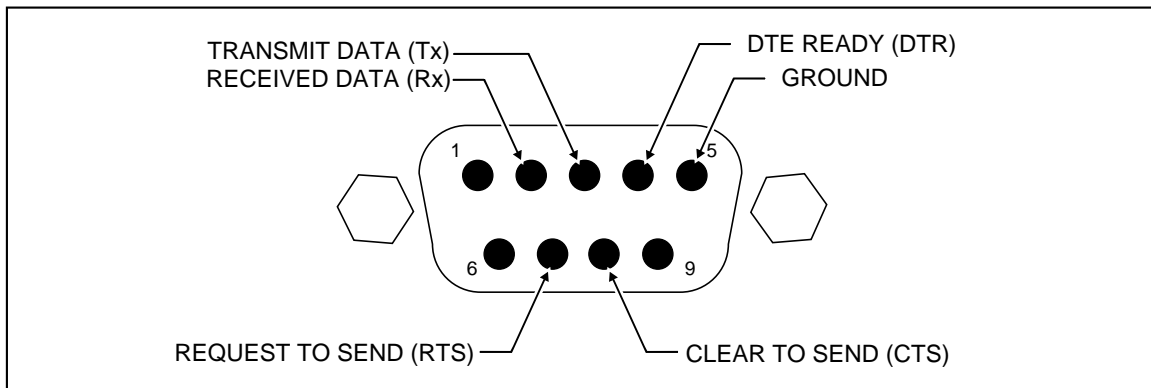 TRANSMIT DATA (Tx)
DTE READY (DTR)
RECEIVED DATA (Rx)
GROUND
1
5
6
9
REQUEST TO SEND (RTS)
CLEAR TO SEND (CTS)